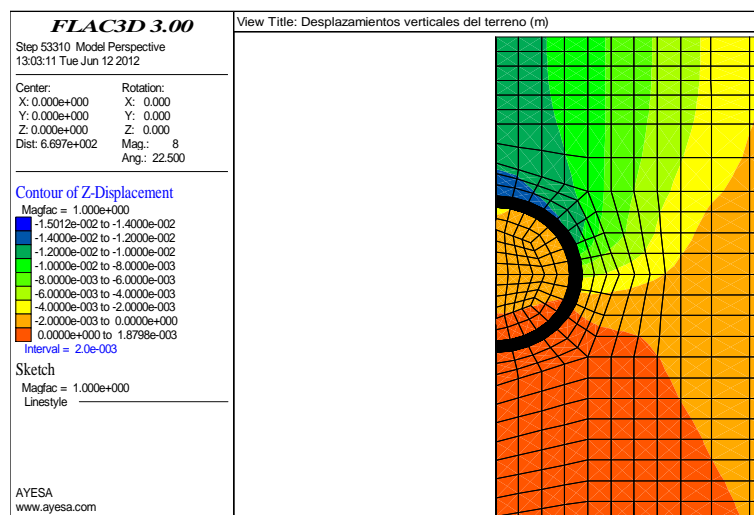 FLAC3D 3.00
Step 53310 Model Perspective
13:03:11 Tue Jun 12 2012
Center:
X: 0.000e+000
Y: 0.000e+000
Z: 0.000e+000
Dist: 6.697e+002
Rotation:
X: 0.000
Y: 0.000
Z: 0.000
Mag.: 8
Ang.: 22.500
Contour of Z-Displacement
Magfac = 1.000e+000
-1.5012e-002 to -1.4000e-002
-1.4000e-002 to -1.2000e-002
-1.2000e-002 to -1.0000e-002
-1.0000e-002 to -8.0000e-003
-8.0000e-003 to -6.0000e-003
-6.0000e-003 to -4.0000e-003
-4.0000e-003 to -2.0000e-003
-2.0000e-003 to 0.0000e+000
0.0000e+000 to 1.8798e-003
Interval = 2.0e-003
Sketch
Magfac = 1.000e+000
Linestyle
AYESA
www.ayesa.com
View Title: Desplazamientos verticales del terreno (m)